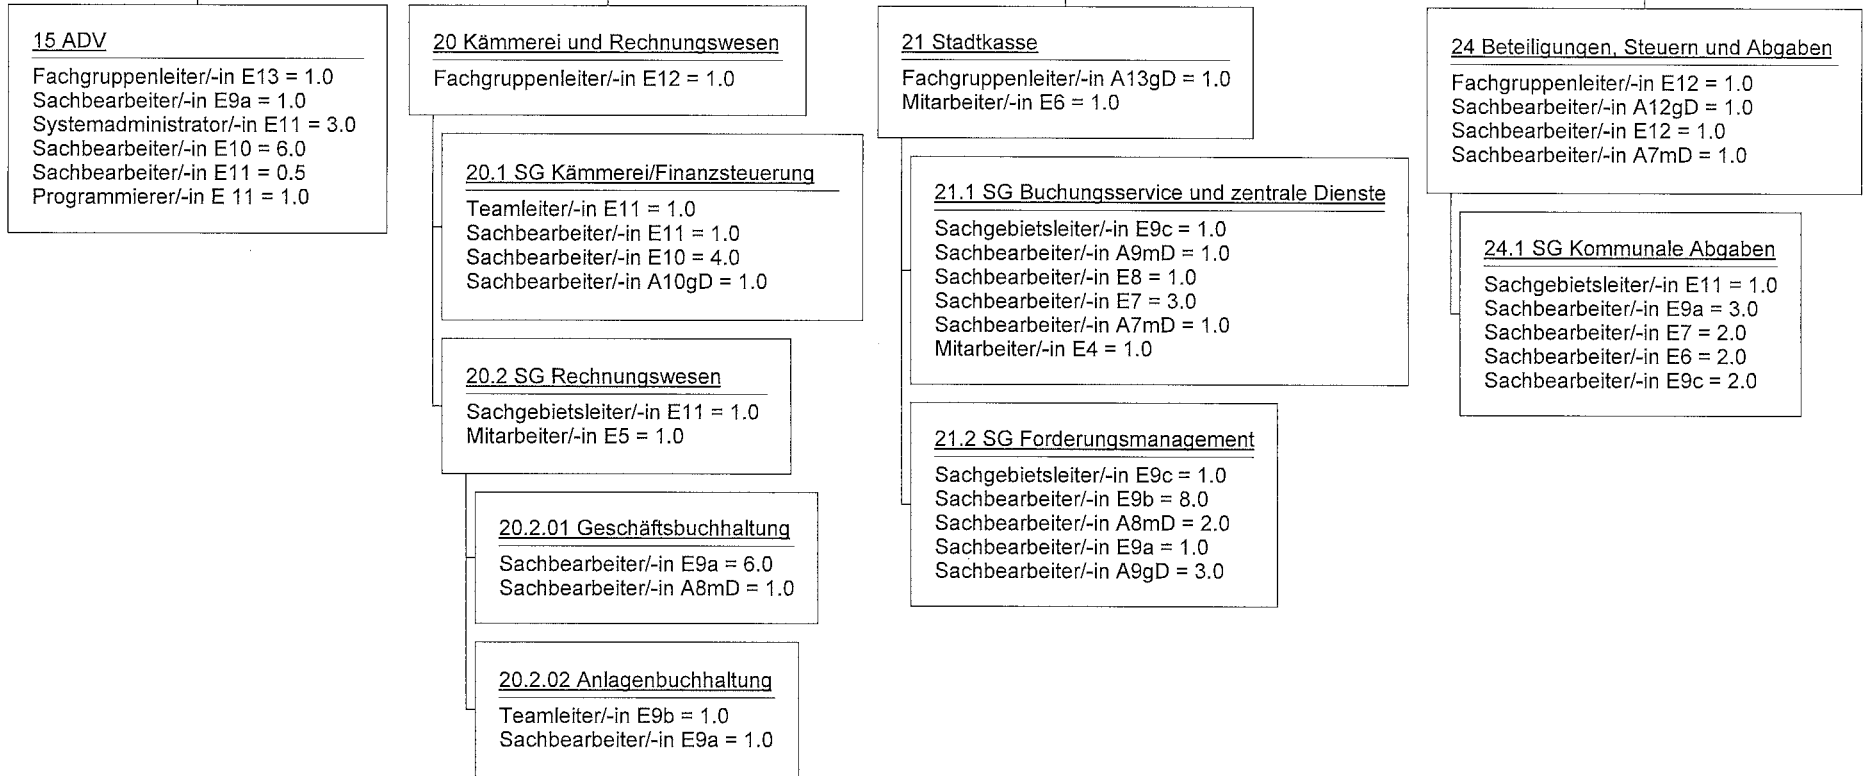 15 ADV
Fachgruppenleiter/-in E13 = 1.0
Sachbearbeiter/-in E9a = 1.0
Systemadministrator/-in E11 = 3.0
Sachbearbeiter/-in E10 = 6.0
Sachbearbeiter/-in E11 = 0.5
Programmierer/-in E 11 = 1.0
20 Kämmerei und Rechnungswesen
Fachgruppenleiter/-in E12 = 1.0
20.1 SG Kämmerei/Finanzsteuerung
Teamleiter/-in E11 = 1.0
Sachbearbeiter/-in E11 = 1.0
Sachbearbeiter/-in E10 = 4.0
Sachbearbeiter/-in A10gD = 1.0
20.2 SG Rechnungswesen
Sachgebietsleiter/-in E11 = 1.0
Mitarbeiter/-in E5 = 1.0
20.2.01 Geschäftsbuchhaltung
Sachbearbeiter/-in E9a = 6.0
Sachbearbeiter/-in A8mD = 1.0
20.2.02 Anlagenbuchhaltung
Teamleiter/-in E9b = 1.0
Sachbearbeiter/-in E9a = 1.0
21 Stadtkasse
Fachgruppenleiter/-in A13gD = 1.0
Mitarbeiter/-in E6 = 1.0
21.1 SG Buchungsservice und zentrale Dienste
Sachgebietsleiter/-in E9c = 1.0
Sachbearbeiter/-in A9mD = 1.0
Sachbearbeiter/-in E8 = 1.0
Sachbearbeiter/-in E7 = 3.0
Sachbearbeiter/-in A7mD = 1.0
Mitarbeiter/-in E4 = 1.0
21.2 SG Forderungsmanagement
Sachgebietsleiter/-in E9c = 1.0
Sachbearbeiter/-in E9b = 8.0
Sachbearbeiter/-in A8mD = 2.0
Sachbearbeiter/-in E9a = 1.0
Sachbearbeiter/-in A9gD = 3.0
24 Beteiligungen, Steuern und Abgaben
Fachgruppenleiter/-in E12 = 1.0
Sachbearbeiter/-in A12gD = 1.0
Sachbearbeiter/-in E12 = 1.0
Sachbearbeiter/-in A7mD = 1.0
24.1 SG Kommunale Abgaben
Sachgebietsleiter/-in E11 = 1.0
Sachbearbeiter/-in E9a = 3.0
Sachbearbeiter/-in E7 = 2.0
Sachbearbeiter/-in E6 = 2.0
Sachbearbeiter/-in E9c = 2.0